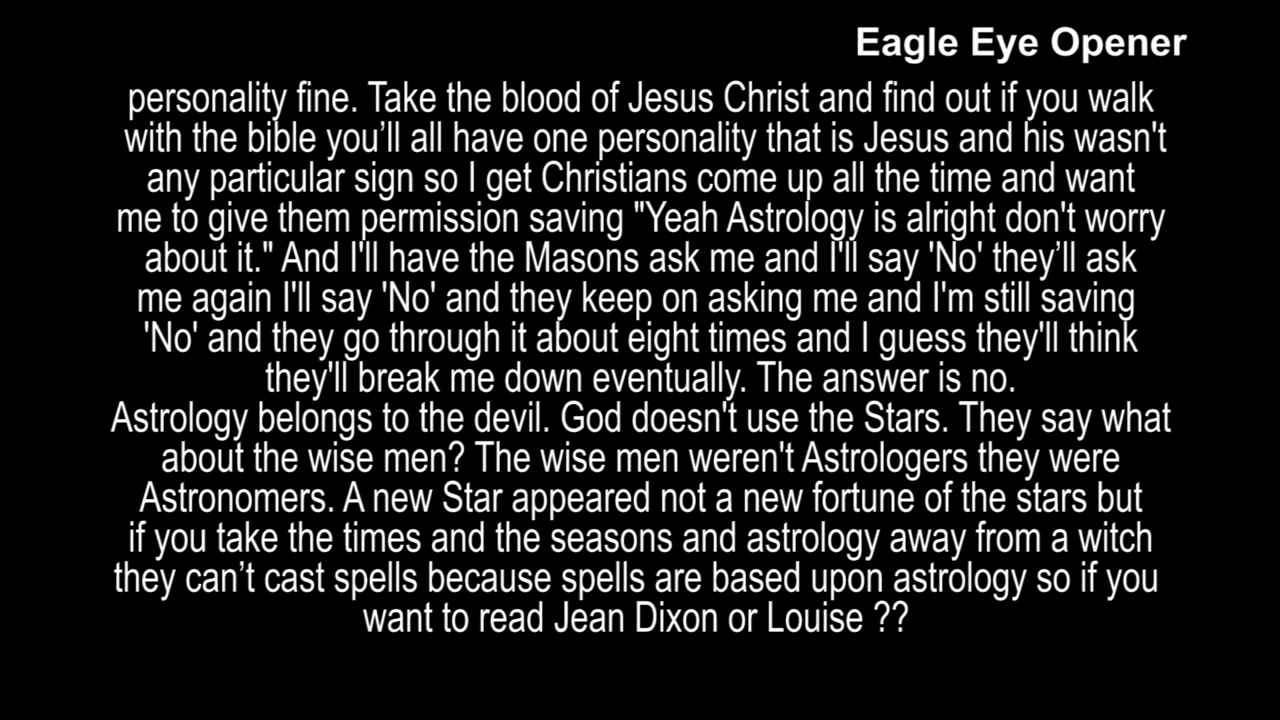 Eagle Eye Opener
personality fine. Take the blood of Jesus Christ and find out if you walk
with the bible you’ll all have one personality that is Jesus and his wasn't
any particular sign so I get Christians come up all the time and want
me to give them permission saving "Yeah Astrology is alright don't worry
about it." And I'll have the Masons ask me and I'll say 'No' they’ll ask
me again I'll say 'No' and they keep on asking me and I'm still saving
'No' and they go through it about eight times and I guess they'll think
they'll break me down eventually. The answer is no.
Astrology belongs to the devil. God doesn't use the Stars. They say what
about the wise men? The wise men weren't Astrologers they were
Astronomers. A new Star appeared not a new fortune of the stars but
if you take the times and the seasons and astrology away from a witch
they can’t cast spells because spells are based upon astrology so if you
want to read Jean Dixon or Louise ??